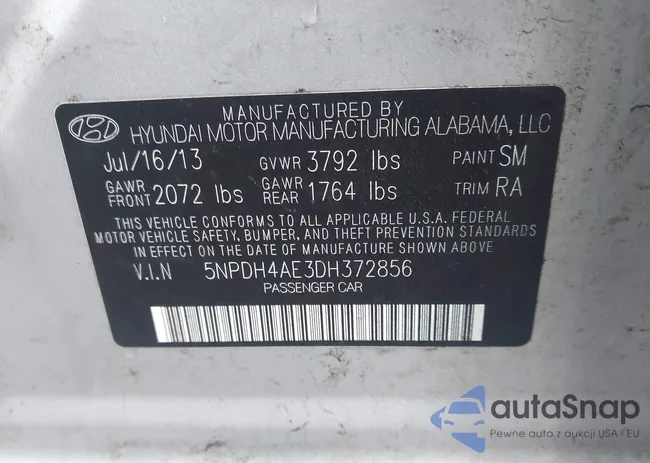 MANUFACTURED BY
HYUNDAI MOTOR MANUFACTURING ALABAMA, LLC
Jul/16/13 GVWR 3792 lbs PAINT SM
GAWR FRONT 2072 lbs GAWR REAR 1764 lbs TRIM RA
THIS VEHICLE CONFORMS TO ALL APPLICABLE U.S.A. FEDERAL
MOTOR VEHICLE SAFETY, BUMPER, AND THEFT PREVENTION STANDARDS
IN EFFECT ON THE DATE OF MANUFACTURE SHOWN ABOVE
V.I.N 5NPDH4AE3DH372856
PASSENGER CAR
autoSnap
Pewne auta z aukcji USA i EU